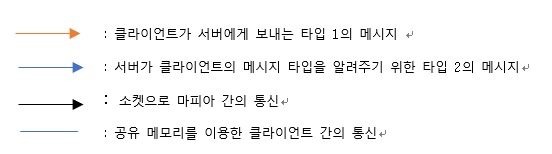 : 클라이언트가 서버에게 보내는 타입 1의 메시지
: 서버가 클라이언트의 메시지 타입을 알려주기 위한 타입 2의 메시지
: 소켓으로 마피아 간의 통신
: 공유 메모리를 이용한 클라이언트 간의 통신